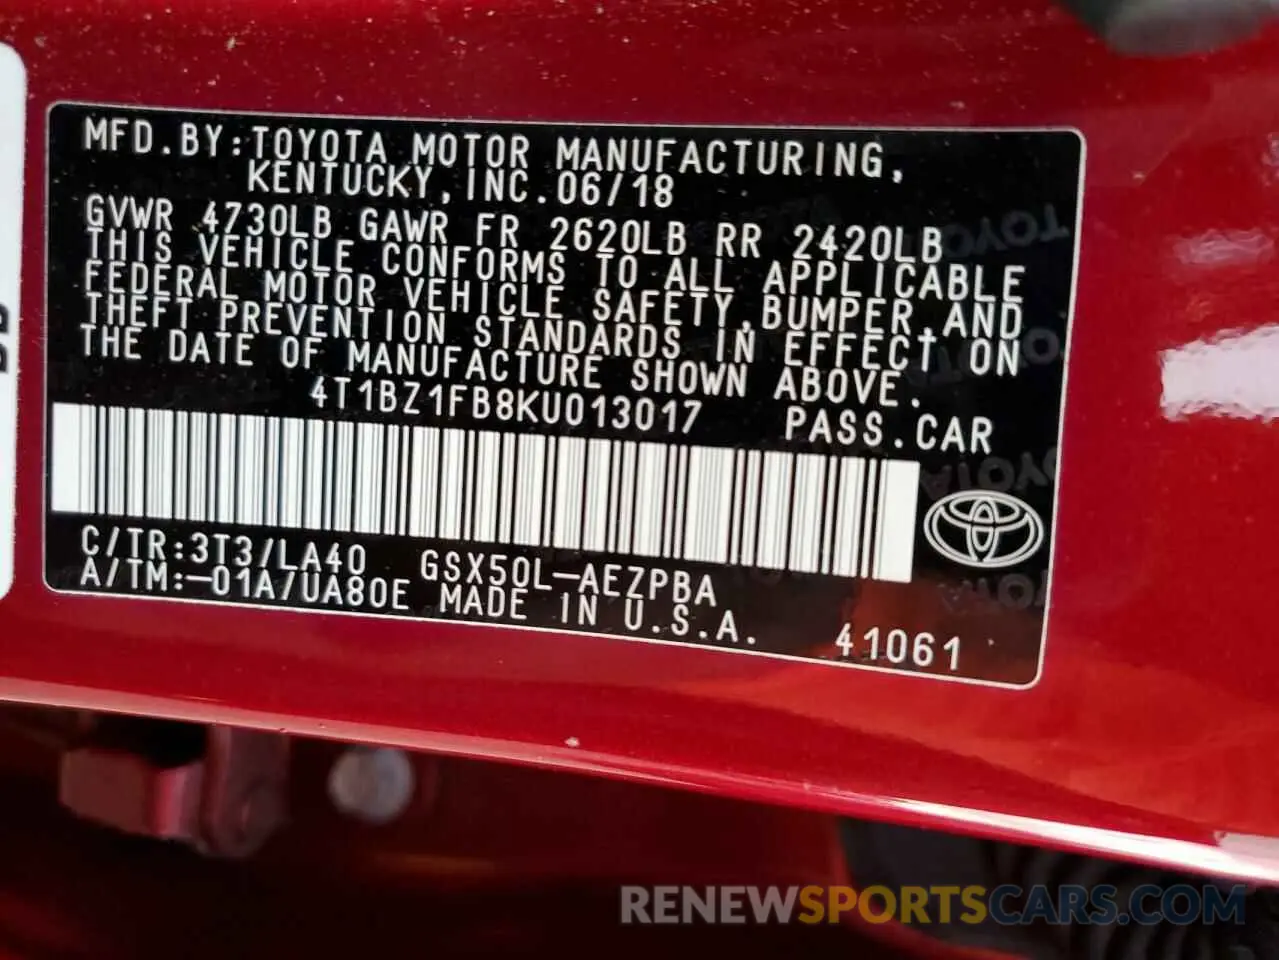 MFD.BY:TOYOTA MOTOR MANUFACTURING,
KENTUCKY,INC.06/18
GVWR 4730LB GAWR FR 2620LB RR 2420LB
THIS VEHICLE CONFORMS TO ALL APPLICABLE
FEDERAL MOTOR VEHICLE SAFETY,BUMPER,AND
THEFT PREVENTION STANDARDS IN EFFECT ON
THE DATE OF MANUFACTURE SHOWN ABOVE.
4T1BZ1FB8KU013017 PASS.CAR
C/TR:3T3/LA40 GSX50L-AEZPBA
A/TM:-01A/UA80E MADE IN U.S.A. 41061
TOYOTA
RENEWSPORTSCARS.COM